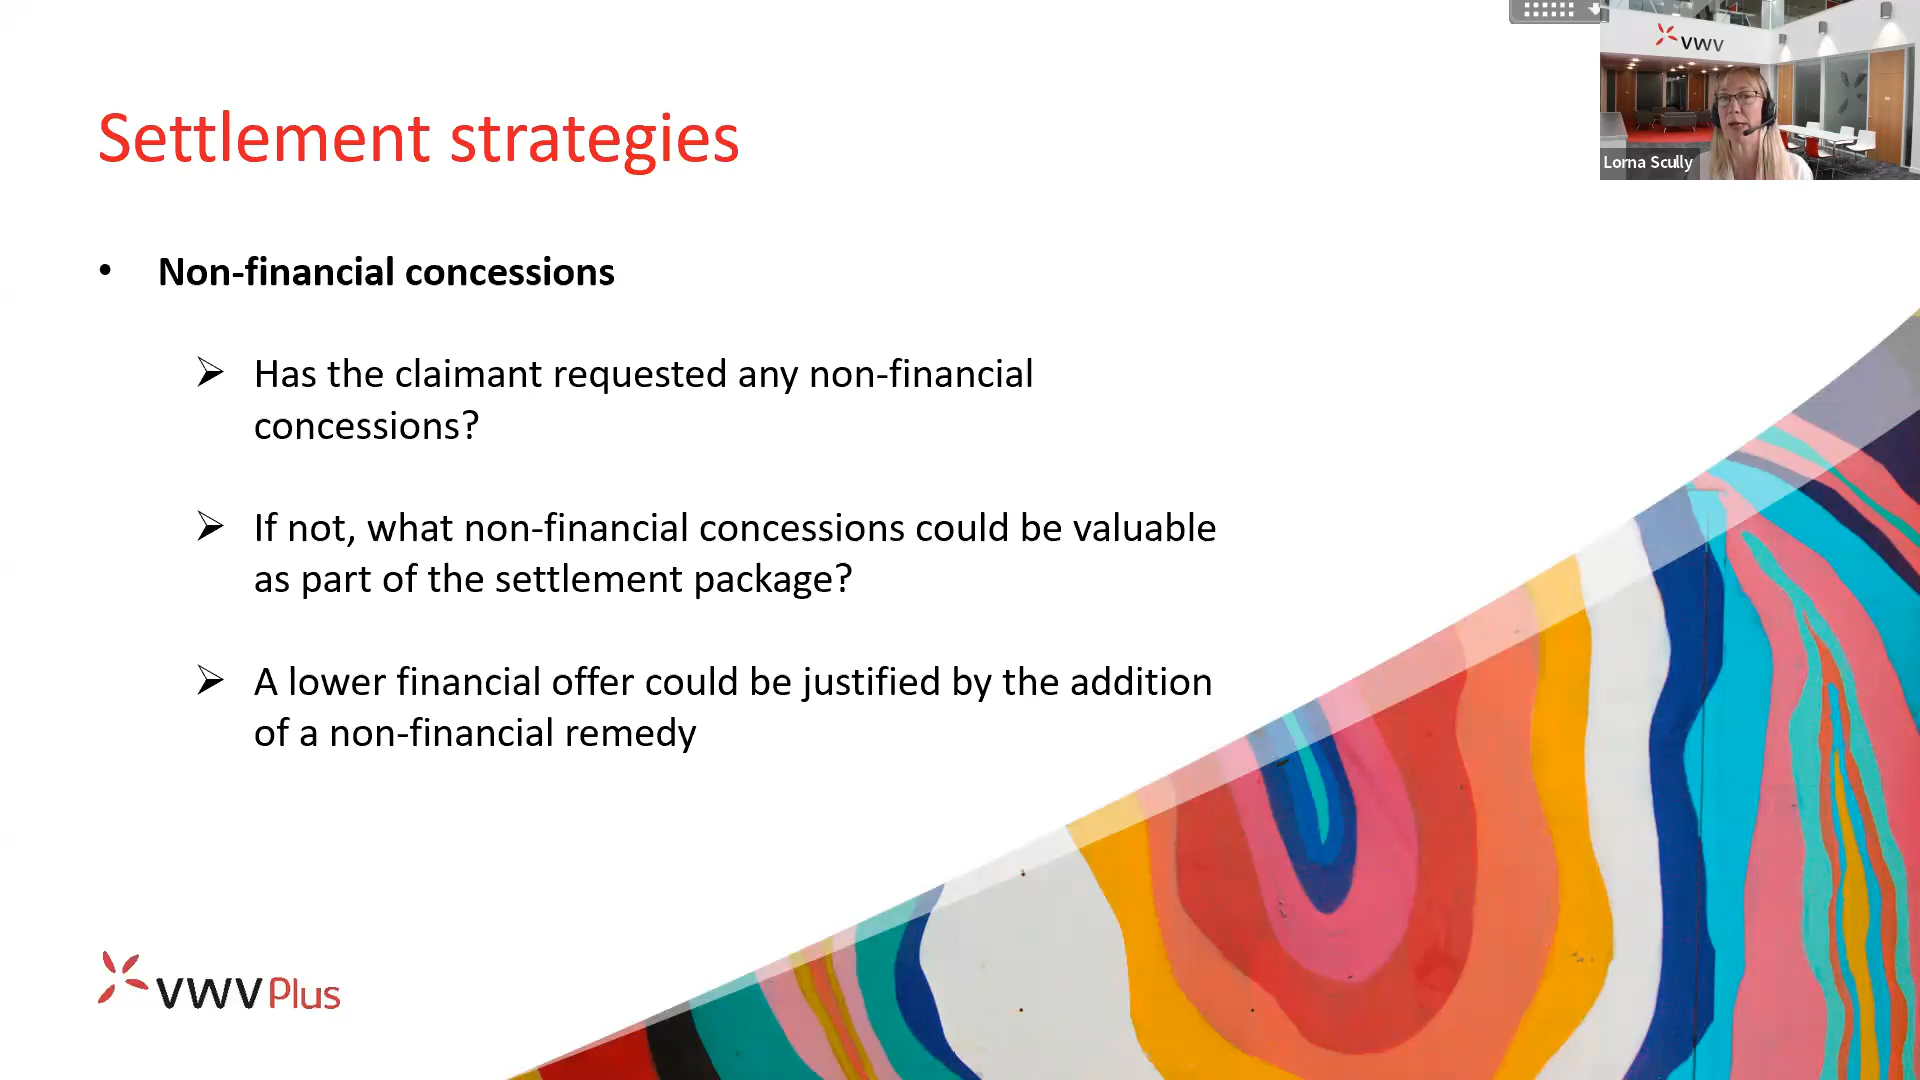 Settlement strategies
• Non-financial concessions
➢ Has the claimant requested any non-financial
concessions?
➢ If not, what non-financial concessions could be valuable
as part of the settlement package?
➢ A lower financial offer could be justified by the addition
of a non-financial remedy
VWV Plus
VWV
Lorna Scully